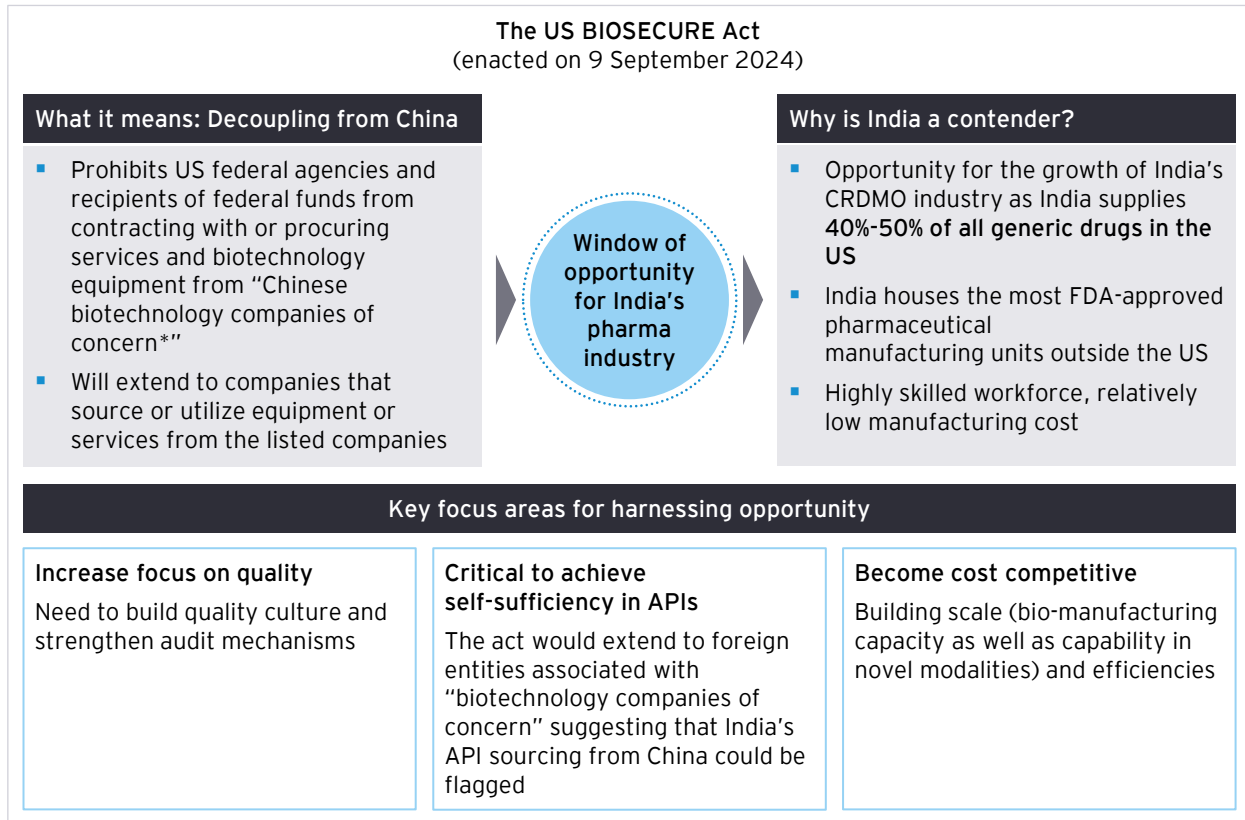 The US BIOSECURE Act
(enacted on 9 September 2024)
What it means: Decoupling from China
Prohibits US federal agencies and
recipients of federal funds from
contracting with or procuring
services and biotechnology
equipment from “Chinese
biotechnology companies of
concern*”
Will extend to companies that
source or utilize equipment or
services from the listed companies
Window of
opportunity
for India’s
pharma
industry
Why is India a contender?
Opportunity for the growth of India’s
CRDMO industry as India supplies
40%-50% of all generic drugs in the
US
India houses the most FDA-approved
pharmaceutical
manufacturing units outside the US
Highly skilled workforce, relatively
low manufacturing cost
Key focus areas for harnessing opportunity
Increase focus on quality
Need to build quality culture and
strengthen audit mechanisms
Critical to achieve
self-sufficiency in APIs
The act would extend to foreign
entities associated with
“biotechnology companies of
concern” suggesting that India’s
API sourcing from China could be
flagged
Become cost competitive
Building scale (bio-manufacturing
capacity as well as capability in
novel modalities) and efficiencies